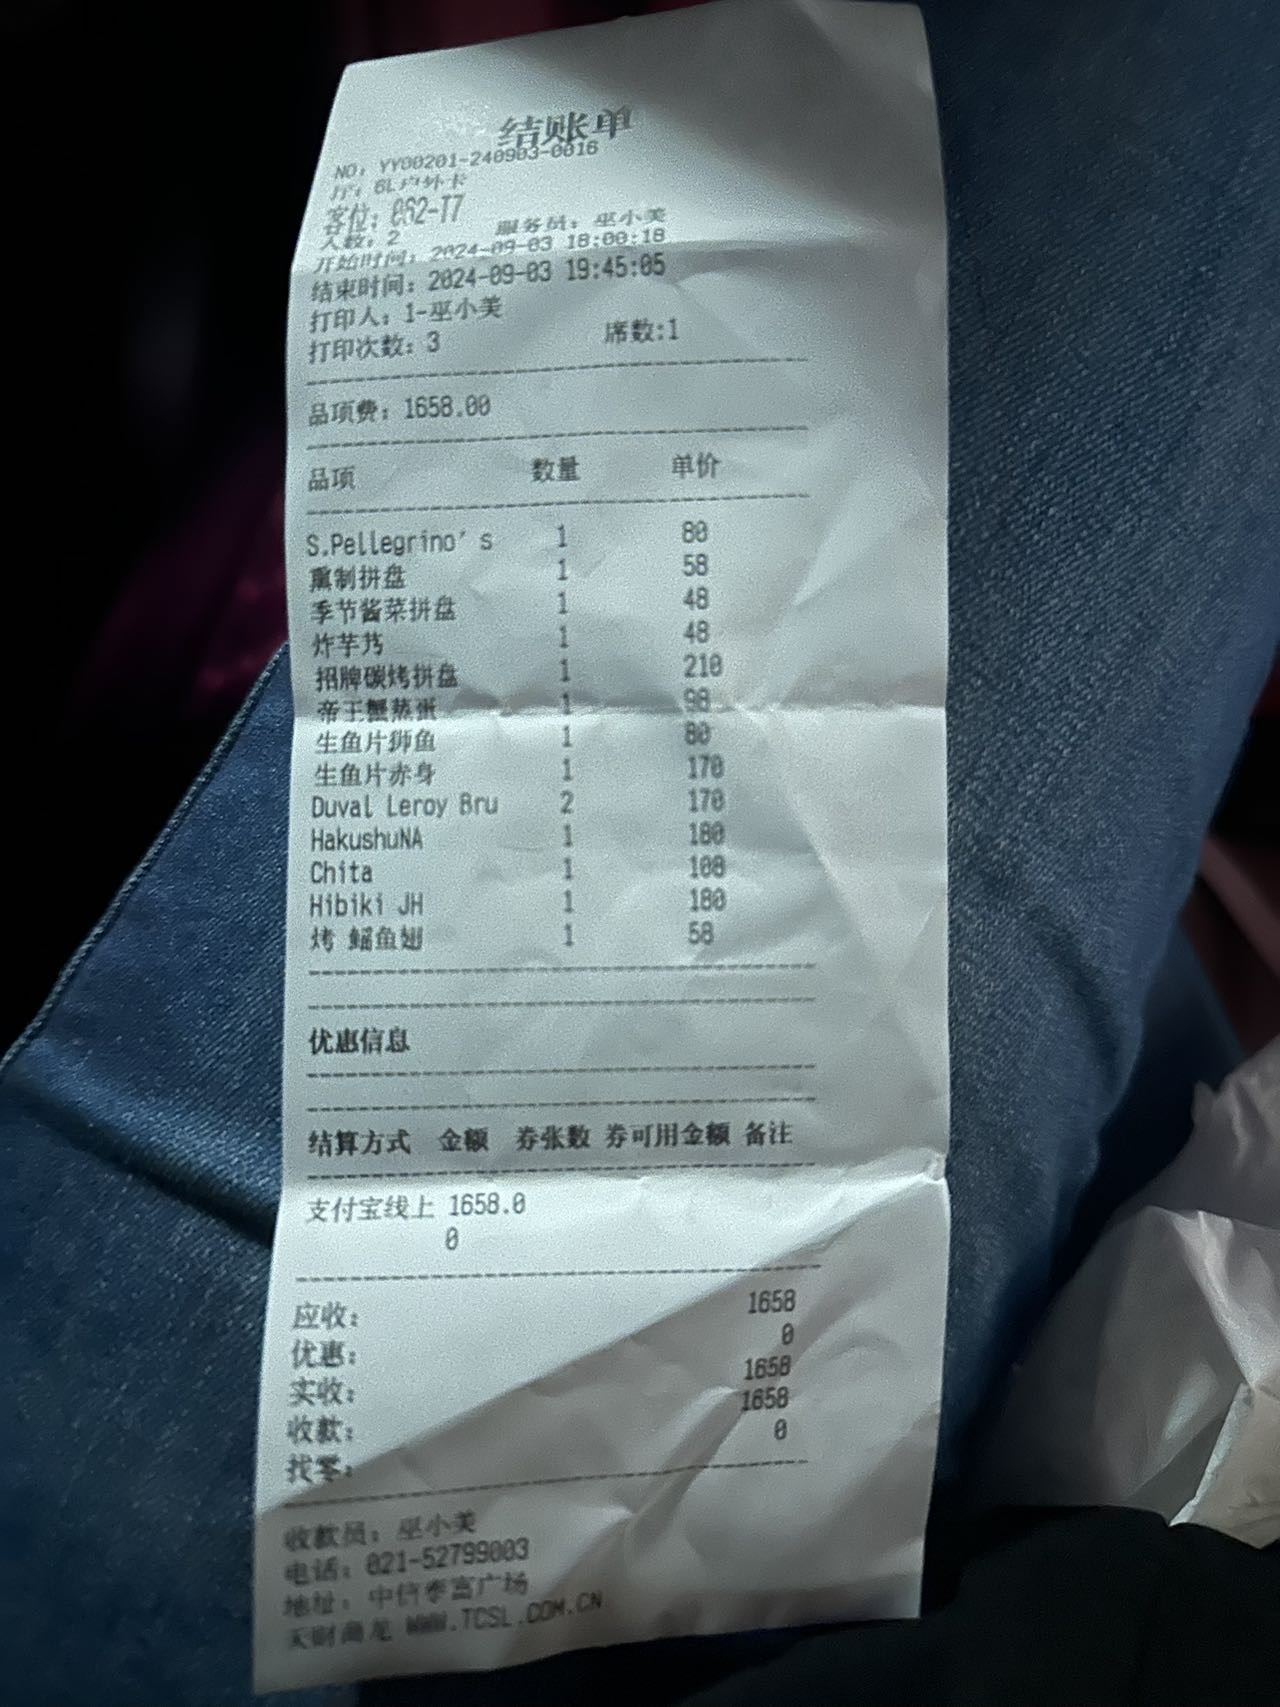 结账单
NO: YY00201-240903-0016
厅: 6L户外卡
客位: 062-T7
人数: 2 服务员: 巫小美
开始时间: 2024-09-03 18:00:18
结束时间: 2024-09-03 19:45:05
打印人: 1-巫小美
打印次数: 3 席数:1
品项费: 1658.00
品项 数量 单价
S.Pellegrino's 1 80
熏制拼盘 1 58
季节酱菜拼盘 1 48
炸芋艿 1 48
招牌碳烤拼盘 1 210
帝王蟹蒸蛋 1 98
生鱼片狮鱼 1 80
生鱼片赤身 1 170
Duval Leroy Bru 2 170
HakushuNA 1 180
Chita 1 108
Hibiki JH 1 180
烤 鳐鱼翅 1 58
优惠信息
结算方式 金额 券张数 券可用金额 备注
支付宝线上 1658.0
0
应收: 1658
优惠: 0
实收: 1658
收款: 1658
找零: 0
收款员: 巫小美
电话: 021-52799003
地址: 中信泰富广场
天财商龙 WWW.TCSL.COM.CN